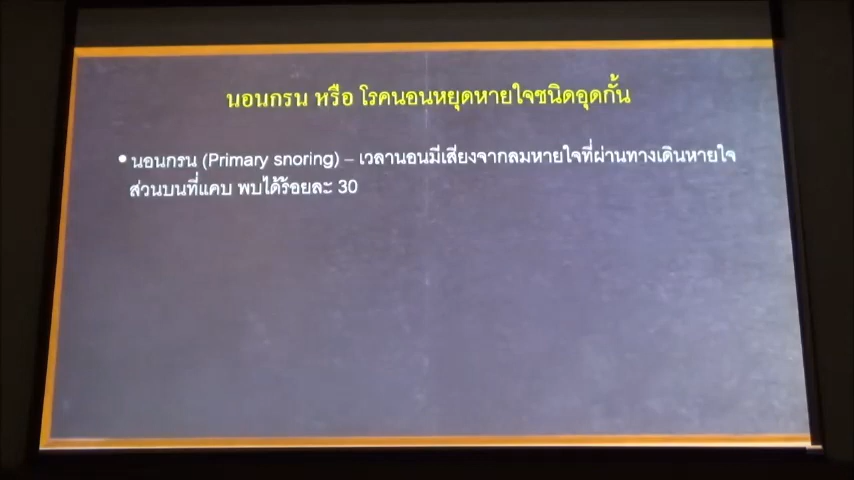 นอนกรน หรือ โรคนอนหยุดหายใจชนิดอุดกั้น
• นอนกรน (Primary snoring) – เวลานอนมีเสียงจากลมหายใจที่ผ่านทางเดินหายใจ
ส่วนบนที่แคบ พบได้ร้อยละ 30